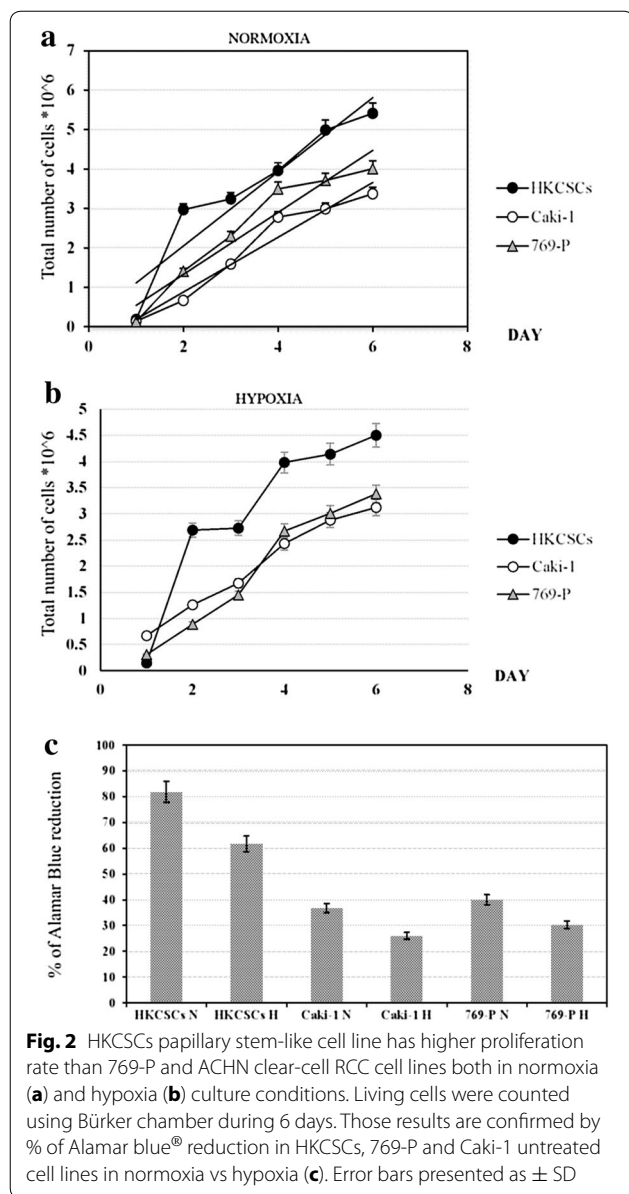 a
NORMOXIA
7
6
5
4
3
2
1
0
Total number of cells *10^6
0
2
4
6
8
DAY
HKCSCs
Caki-1
769-P
b
HYPOXIA
5
4.5
4
3.5
3
2.5
2
1.5
1
0.5
0
Total number of cells *10^6
0
2
4
6
8
DAY
HKCSCs
Caki-1
769-P
c
100
90
80
70
60
50
40
30
20
10
0
% of Alamar Blue reduction
HKCSCs N
HKCSCs H
Caki-1 N
Caki-1 H
769-P N
769-P H
Fig. 2 HKCSCs papillary stem-like cell line has higher proliferation
rate than 769-P and ACHN clear-cell RCC cell lines both in normoxia
(a) and hypoxia (b) culture conditions. Living cells were counted
using Bürker chamber during 6 days. Those results are confirmed by
% of Alamar blue® reduction in HKCSCs, 769-P and Caki-1 untreated
cell lines in normoxia vs hypoxia (c). Error bars presented as ± SD